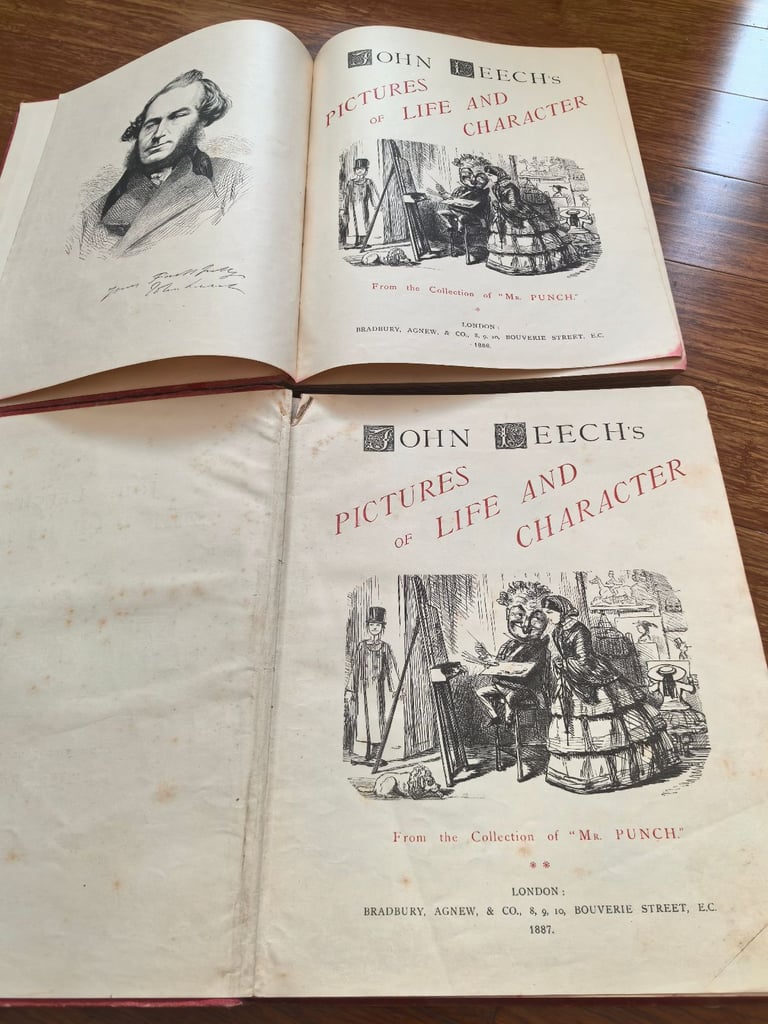 JOHN LEECH'S
PICTURES
OF LIFE AND
CHARACTER
From the Collection of "MR. PUNCH."
*
LONDON:
BRADBURY, AGNEW, & CO., 8, 9, 10, BOUVERIE STREET, E.C.
1886.
JOHN LEECH'S
PICTURES
OF LIFE AND
CHARACTER
From the Collection of "MR. PUNCH."
* *
LONDON:
BRADBURY, AGNEW, & CO., 8, 9, 10, BOUVERIE STREET, E.C.
1887.